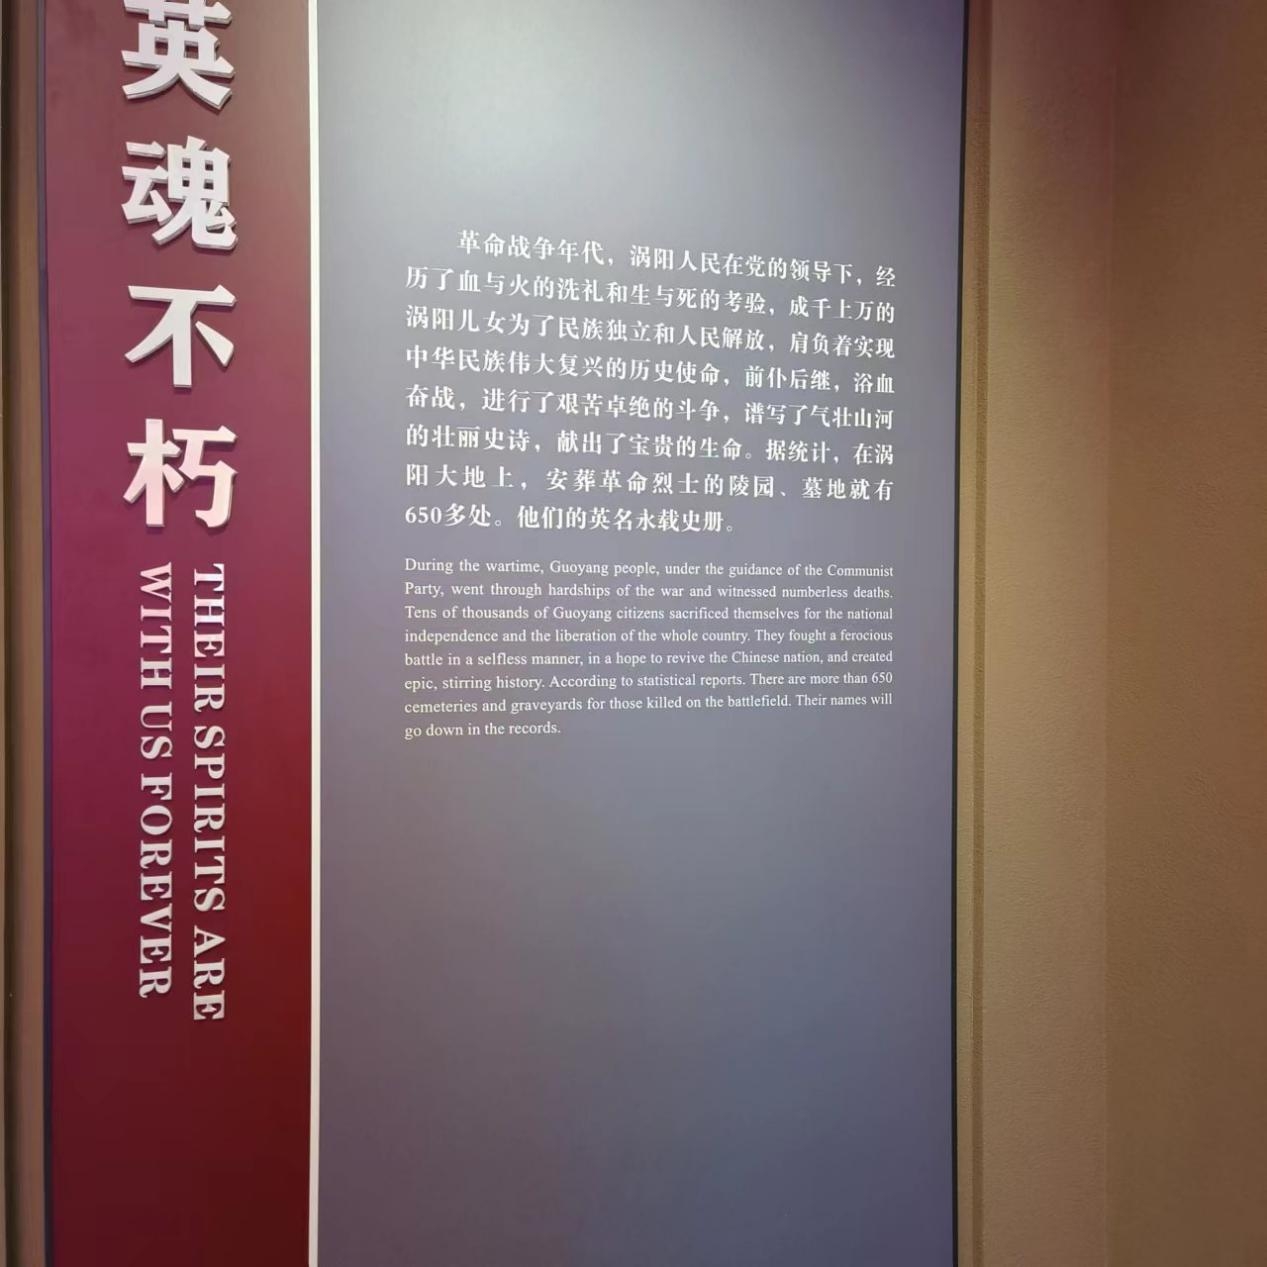 英魂不朽
THEIR SPIRITS ARE
WITH US FOREVER
革命战争年代，涡阳人民在党的领导下，经
历了血与火的洗礼和生与死的考验，成千上万的
涡阳儿女为了民族独立和人民解放，肩负着实现
中华民族伟大复兴的历史使命，前仆后继，浴血
奋战，进行了艰苦卓绝的斗争，谱写了气壮山河
的壮丽史诗，献出了宝贵的生命。据统计，在涡
阳大地上，安葬革命烈士的陵园、墓地就有
650多处。他们的英名永载史册。
During the wartime, Guoyang people, under the guidance of the Communist
Party, went through hardships of the war and witnessed numberless deaths.
Tens of thousands of Guoyang citizens sacrificed themselves for the national
independence and the liberation of the whole country. They fought a ferocious
battle in a selfless manner, in a hope to revive the Chinese nation, and created
epic, stirring history. According to statistical reports. There are more than 650
cemeteries and graveyards for those killed on the battlefield. Their names will
go down in the records.